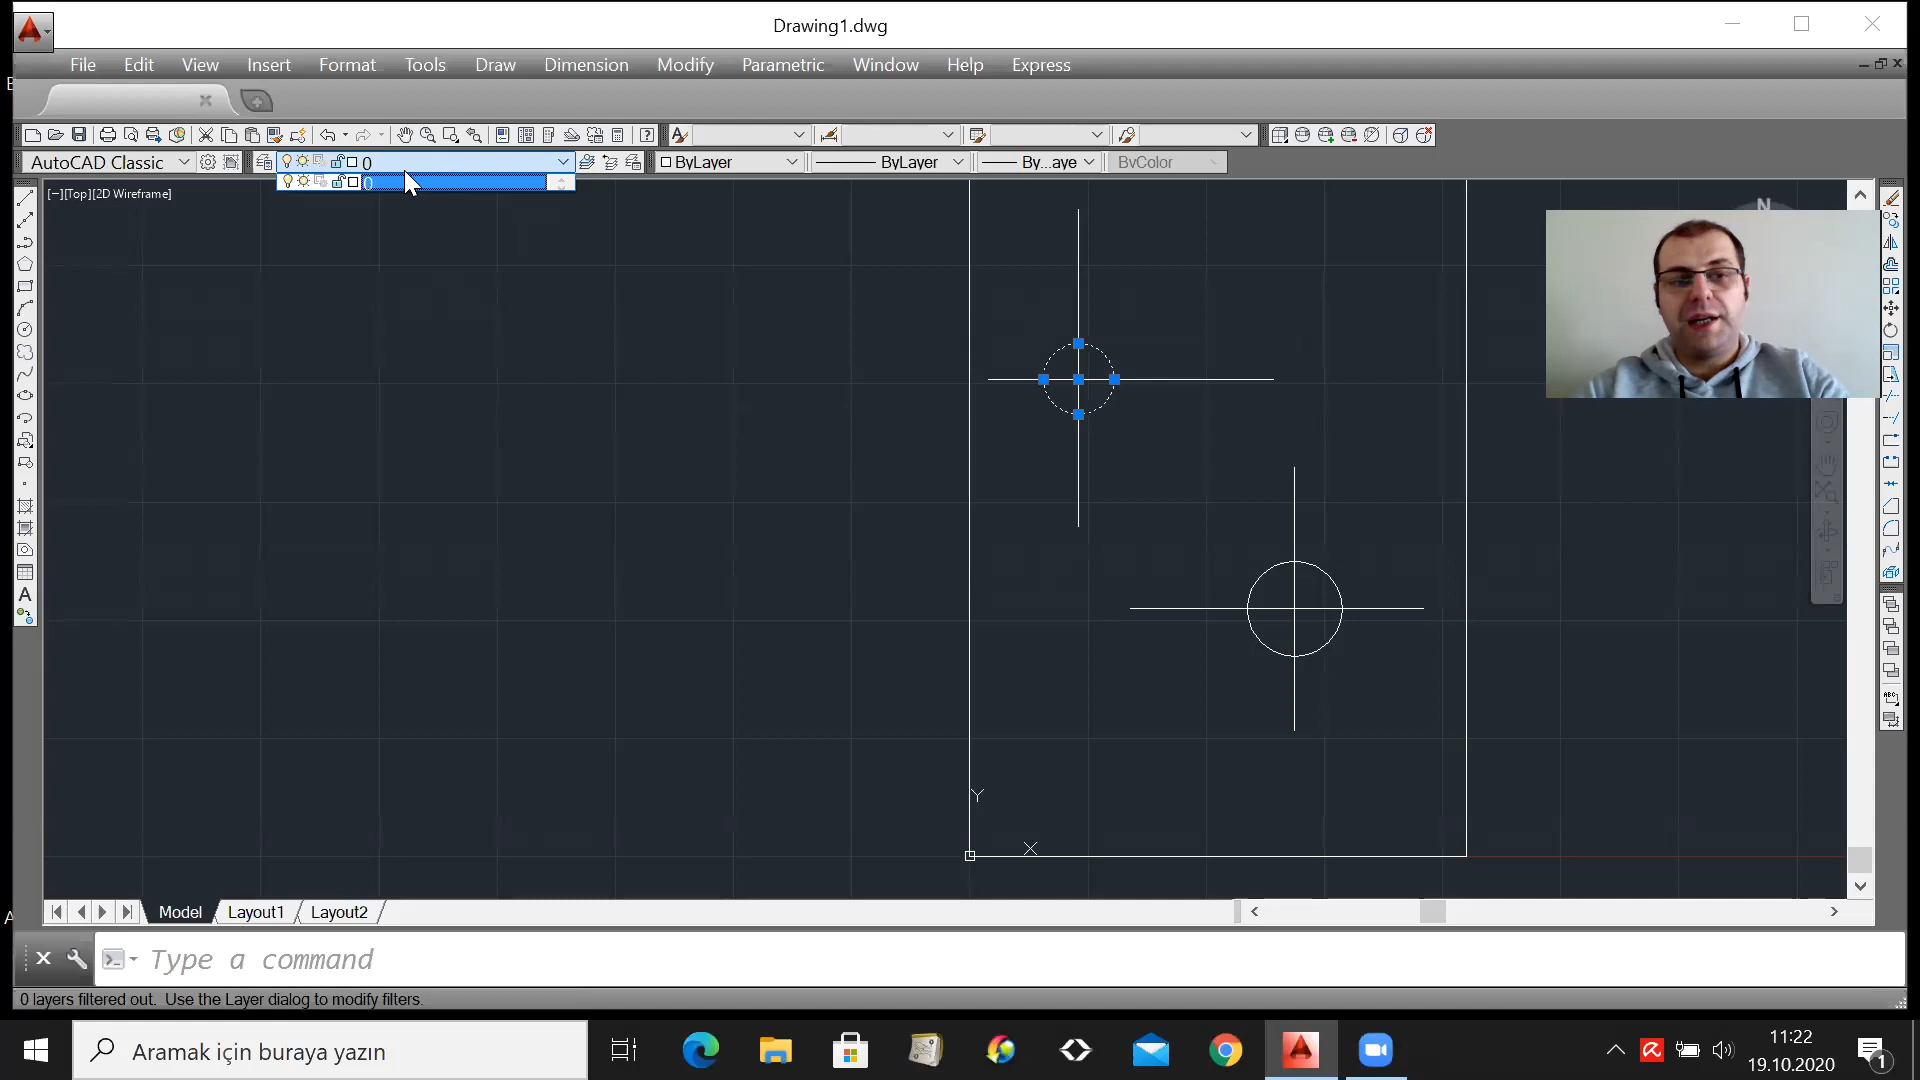 Drawing1.dwg
File Edit View Insert Format Tools Draw Dimension Modify Parametric Window Help Express
AutoCAD Classic 0 ByLayer ByLayer By...aye ByColor
0
[−][Top][2D Wireframe]
N
Y
X
Model Layout1 Layout2
Type a command
0 layers filtered out. Use the Layer dialog to modify filters.
Aramak için buraya yazın
11:22
19.10.2020
1